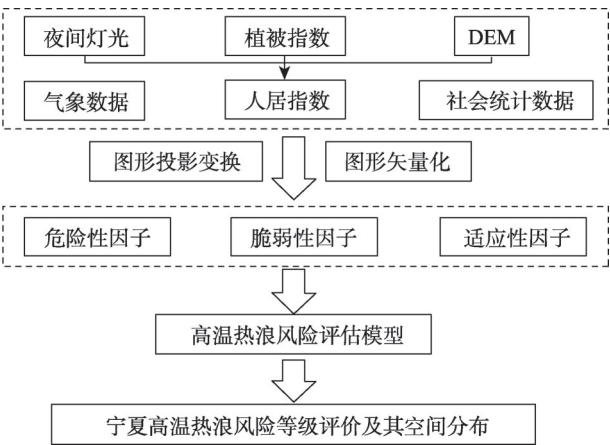 夜间灯光 植被指数 DEM
气象数据 人居指数 社会统计数据
图形投影变换 图形矢量化
危险性因子 脆弱性因子 适应性因子
高温热浪风险评估模型
宁夏高温热浪风险等级评价及其空间分布